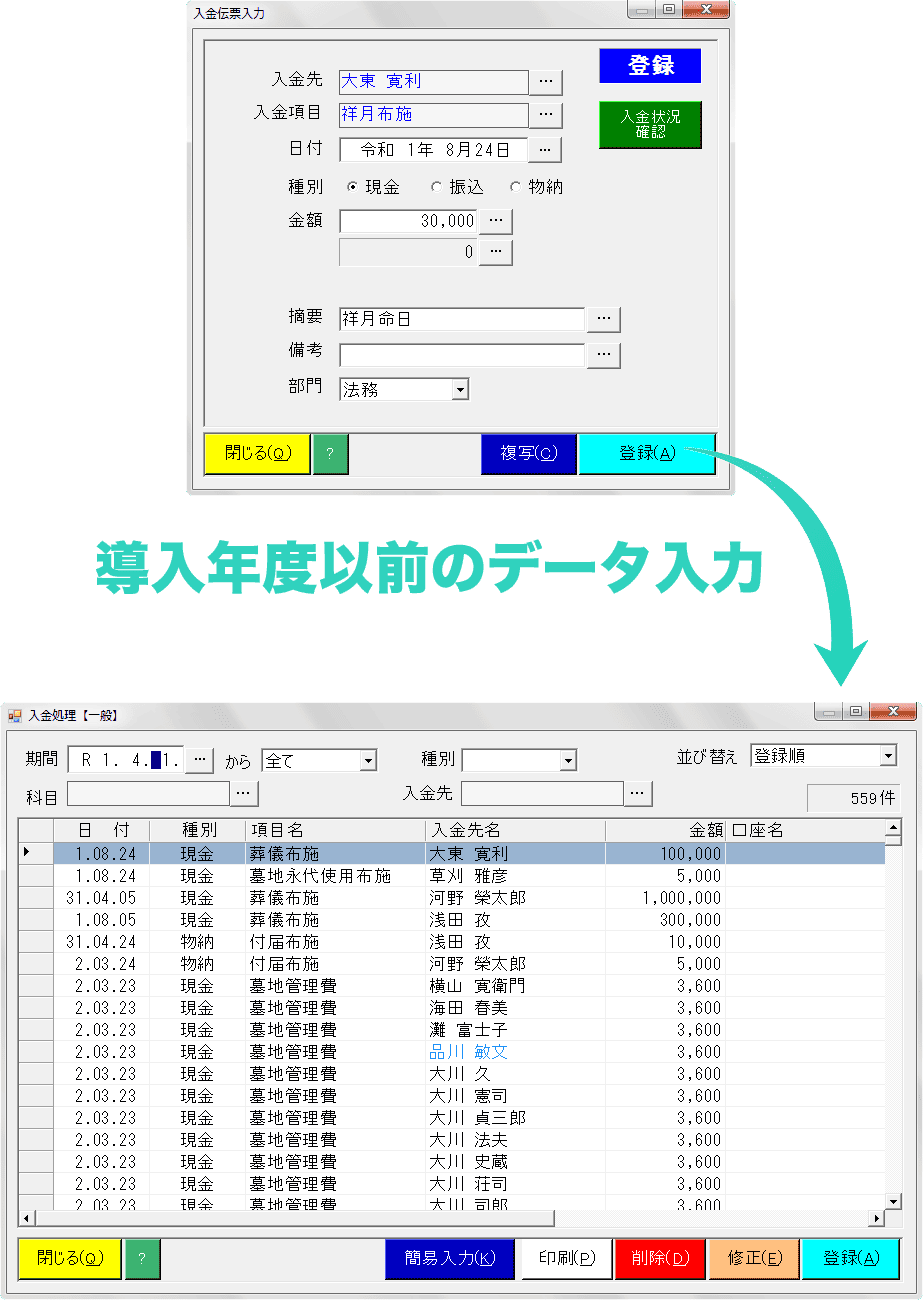 入金伝票入力
登録
入金先 大東 寛利 ...
入金項目 祥月布施 ...
入金状況
確認
日付 令和 1年 8月24日 ...
種別 現金 振込 物納
金額 30,000 ...
0 ...
摘要 祥月命日 ...
備考 ...
部門 法務
閉じる(Q) ? 複写(C) 登録(A)
導入年度以前のデータ入力
入金処理【一般】
期間 R 1. 4. 1. ... から 全て 種別 並び替え 登録順
科目 ... 入金先 ... 559件
日 付 種別 項目名 入金先名 金額 口座名
1.08.24 現金 葬儀布施 大東 寛利 100,000
1.08.24 現金 墓地永代使用布施 草刈 雅彦 5,000
31.04.05 現金 葬儀布施 河野 榮太郎 1,000,000
1.08.05 現金 葬儀布施 浅田 孜 300,000
31.04.24 物納 付届布施 浅田 孜 10,000
2.03.24 物納 付届布施 河野 榮太郎 5,000
2.03.23 現金 墓地管理費 横山 寛衛門 3,600
2.03.23 現金 墓地管理費 海田 春美 3,600
2.03.23 現金 墓地管理費 灘 富士子 3,600
2.03.23 現金 墓地管理費 品川 敏文 3,600
2.03.23 現金 墓地管理費 大川 久 3,600
2.03.23 現金 墓地管理費 大川 憲司 3,600
2.03.23 現金 墓地管理費 大川 貞三郎 3,600
2.03.23 現金 墓地管理費 大川 法夫 3,600
2.03.23 現金 墓地管理費 大川 史蔵 3,600
2.03.23 現金 墓地管理費 大川 荘司 3,600
2.03.23 現金 墓地管理費 大川 司郎 3,600
閉じる(Q) ? 簡易入力(K) 印刷(P) 削除(D) 修正(E) 登録(A)